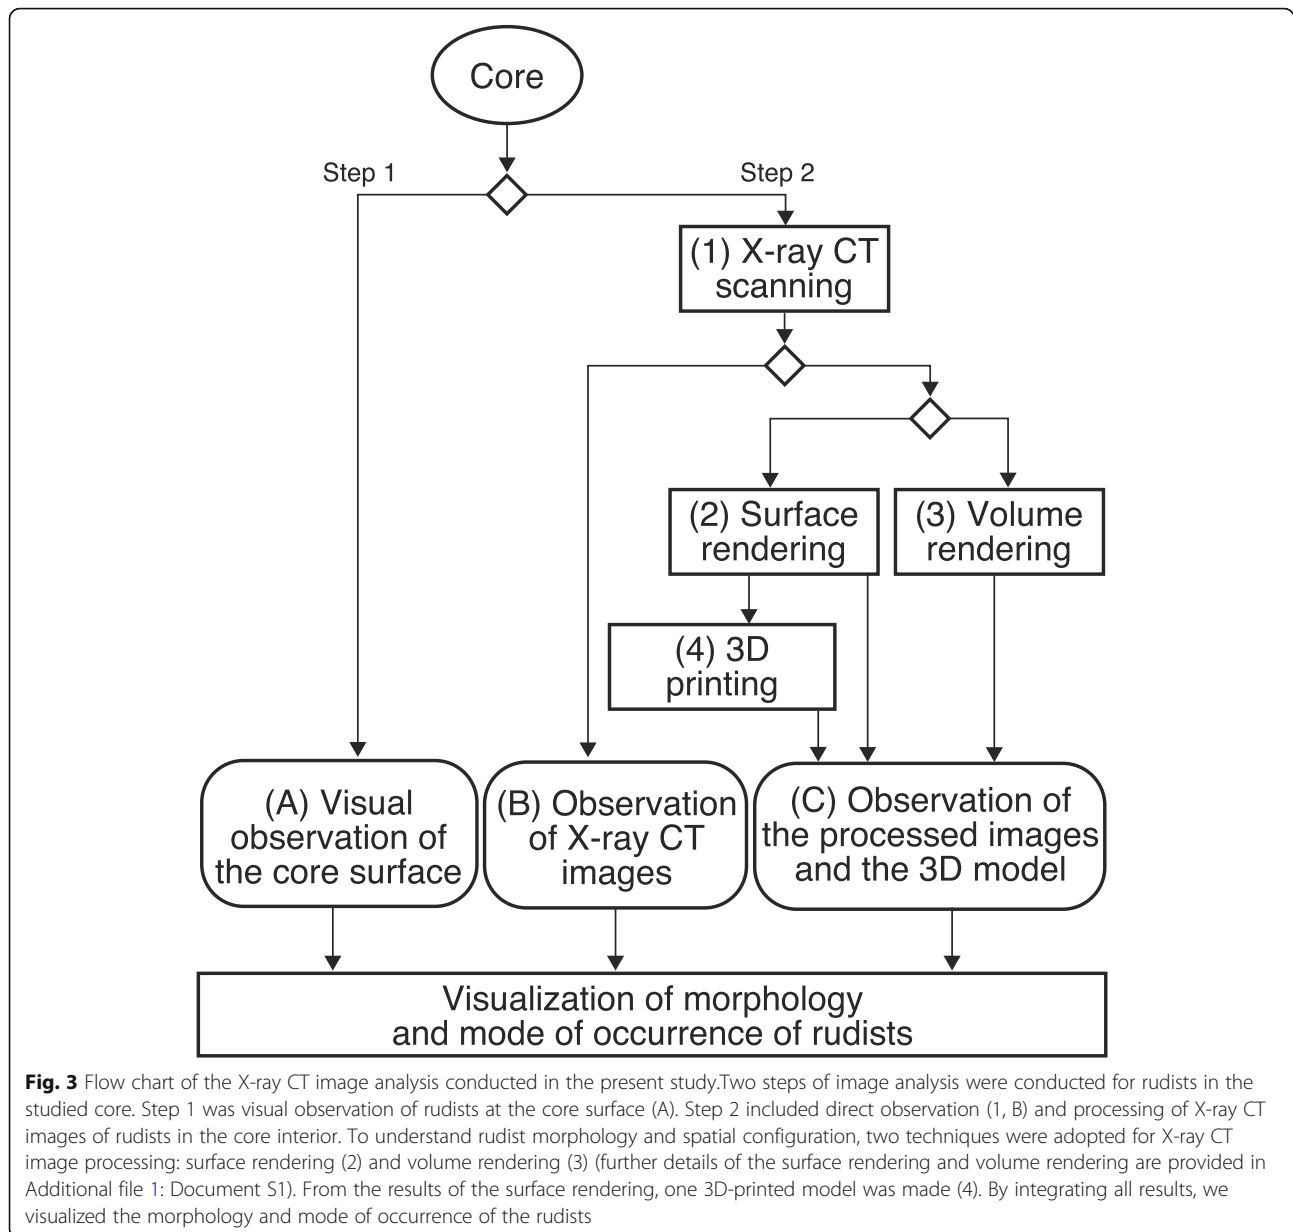 Core
Step 1
Step 2
(1) X-ray CT
scanning
(2) Surface
rendering
(3) Volume
rendering
(4) 3D
printing
(A) Visual
observation of
the core surface
(B) Observation
of X-ray CT
images
(C) Observation of
the processed images
and the 3D model
Visualization of morphology
and mode of occurrence of rudists
Fig. 3 Flow chart of the X-ray CT image analysis conducted in the present study.Two steps of image analysis were conducted for rudists in the
studied core. Step 1 was visual observation of rudists at the core surface (A). Step 2 included direct observation (1, B) and processing of X-ray CT
images of rudists in the core interior. To understand rudist morphology and spatial configuration, two techniques were adopted for X-ray CT
image processing: surface rendering (2) and volume rendering (3) (further details of the surface rendering and volume rendering are provided in
Additional file 1: Document S1). From the results of the surface rendering, one 3D-printed model was made (4). By integrating all results, we
visualized the morphology and mode of occurrence of the rudists